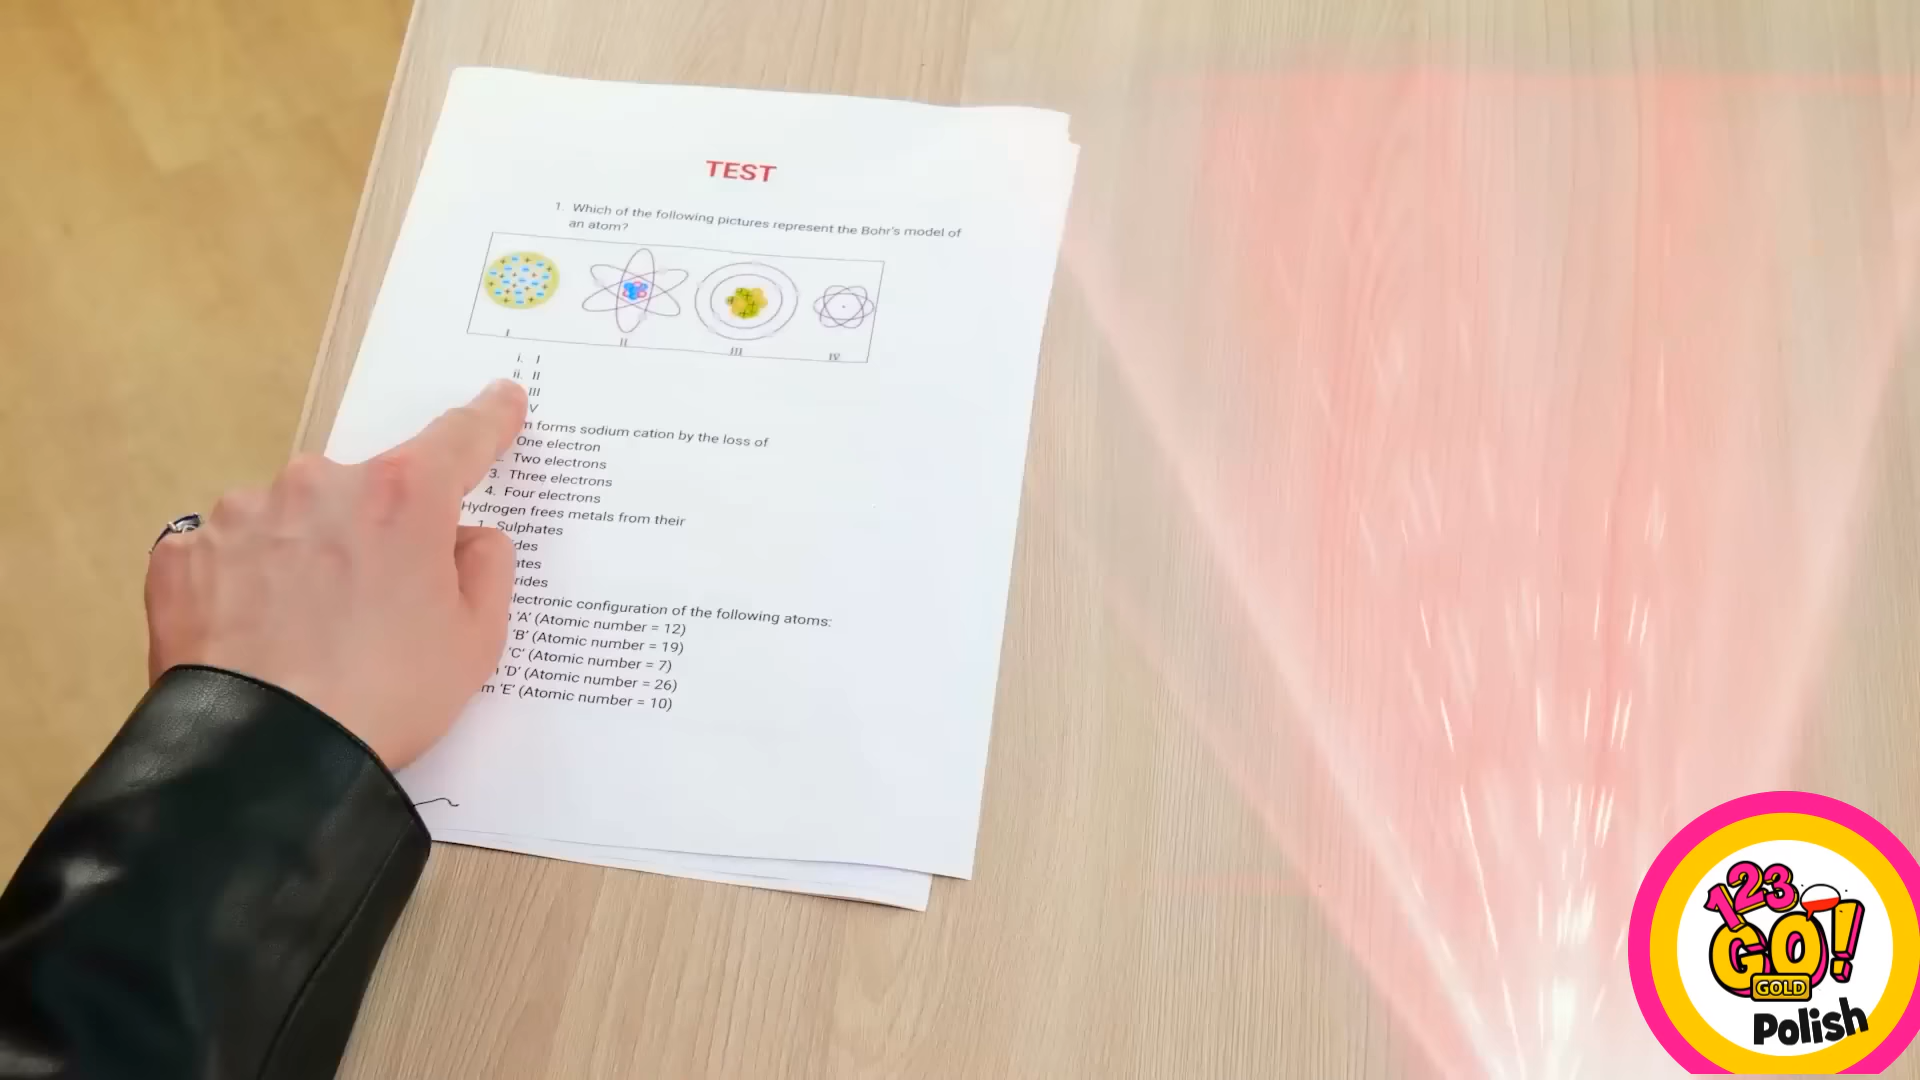 TEST
1. Which of the following pictures represent the Bohr's model of
an atom?
I
II
III
IV
i. I
ii. II
III
V
n forms sodium cation by the loss of
One electron
Two electrons
3. Three electrons
4. Four electrons
Hydrogen frees metals from their
1. Sulphates
ides
ates
rides
electronic configuration of the following atoms:
'A' (Atomic number = 12)
'B' (Atomic number = 19)
'C' (Atomic number = 7)
'D' (Atomic number = 26)
m 'E' (Atomic number = 10)
123
GO!
GOLD
Polish